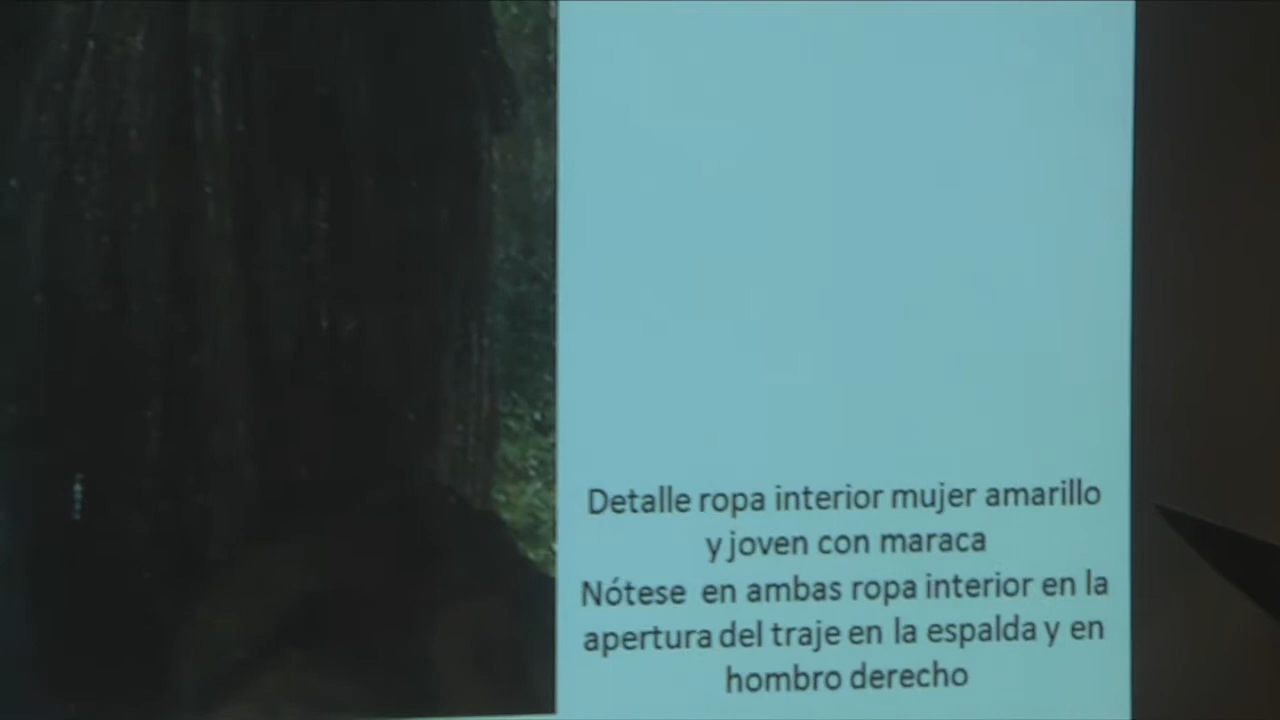 Detalle ropa interior mujer amarillo
y joven con maraca
Nótese en ambas ropa interior en la
apertura del traje en la espalda y en
hombro derecho